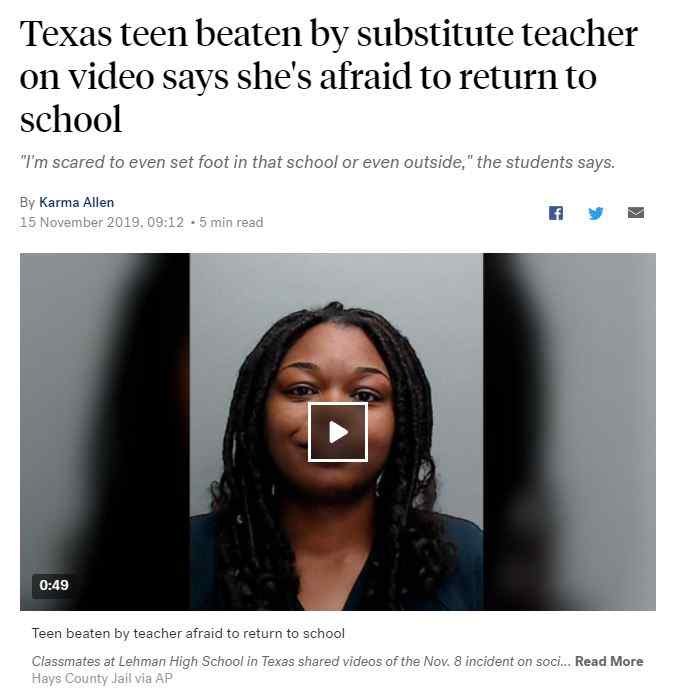 Texas teen beaten by substitute teacher
on video says she's afraid to return to
school
"I'm scared to even set foot in that school or even outside," the students says.
By Karma Allen
15 November 2019, 09:12 • 5 min read
0:49
Teen beaten by teacher afraid to return to school
Classmates at Lehman High School in Texas shared videos of the Nov. 8 incident on soci... Read More
Hays County Jail via AP